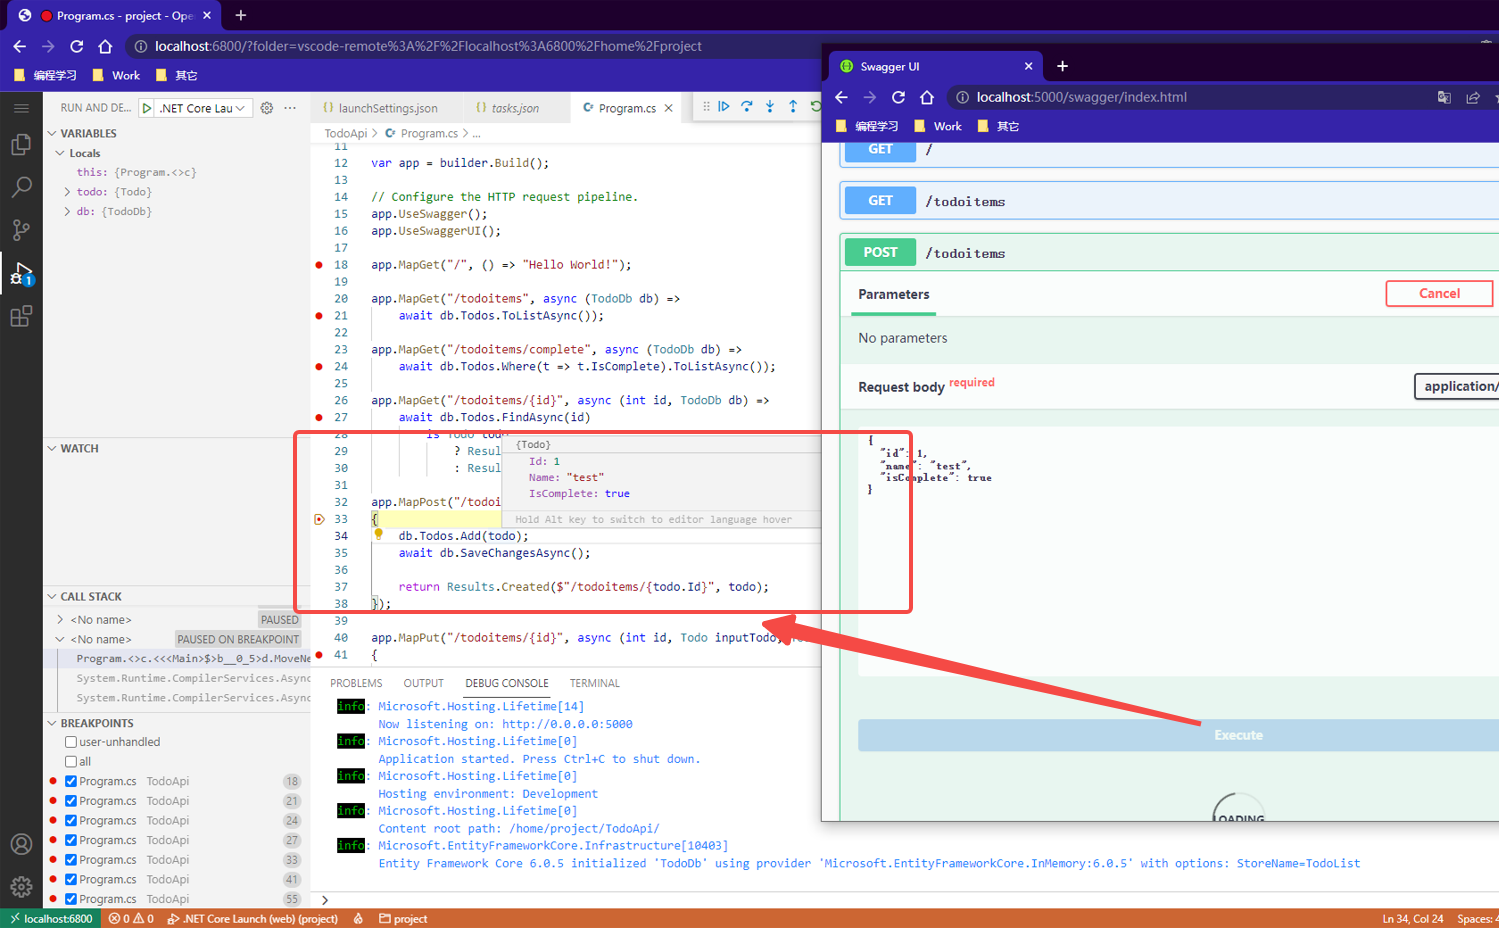 Program.cs - project - Ope
localhost:6800/?folder=vscode-remote%3A%2F%2Flocalhost%3A6800%2Fhome%2Fproject
编程学习
Work
其它
RUN AND DE...
.NET Core Lau
VARIABLES
Locals
this: {Program.<>c}
todo: {Todo}
db: {TodoDb}
WATCH
CALL STACK
<No name> PAUSED
<No name> PAUSED ON BREAKPOINT
Program.<>c.<<<Main>$>b__0_5>d.MoveNe
System.Runtime.CompilerServices.Async
System.Runtime.CompilerServices.Async
BREAKPOINTS
user-unhandled
all
Program.cs TodoApi 18
Program.cs TodoApi 21
Program.cs TodoApi 24
Program.cs TodoApi 27
Program.cs TodoApi 33
Program.cs TodoApi 41
Program.cs TodoApi 55
launchSettings.json
tasks.json
Program.cs
TodoApi > Program.cs > ...
11
12 var app = builder.Build();
13
14 // Configure the HTTP request pipeline.
15 app.UseSwagger();
16 app.UseSwaggerUI();
17
18 app.MapGet("/", () => "Hello World!");
19
20 app.MapGet("/todoitems", async (TodoDb db) =>
21 await db.Todos.ToListAsync());
22
23 app.MapGet("/todoitems/complete", async (TodoDb db) =>
24 await db.Todos.Where(t => t.IsComplete).ToListAsync());
25
26 app.MapGet("/todoitems/{id}", async (int id, TodoDb db) =>
27 await db.Todos.FindAsync(id)
28 is Todo todo
29 ? Resul
30 : Resul
31
32 app.MapPost("/todoi
33 {
34 db.Todos.Add(todo);
35 await db.SaveChangesAsync();
36
37 return Results.Created($"/todoitems/{todo.Id}", todo);
38 });
39
40 app.MapPut("/todoitems/{id}", async (int id, Todo inputTodo,
41 {
{Todo}
Id: 1
Name: "test"
IsComplete: true
Hold Alt key to switch to editor language hover
PROBLEMS
OUTPUT
DEBUG CONSOLE
TERMINAL
info: Microsoft.Hosting.Lifetime[14]
Now listening on: http://0.0.0.0:5000
info: Microsoft.Hosting.Lifetime[0]
Application started. Press Ctrl+C to shut down.
info: Microsoft.Hosting.Lifetime[0]
Hosting environment: Development
info: Microsoft.Hosting.Lifetime[0]
Content root path: /home/project/TodoApi/
info: Microsoft.EntityFrameworkCore.Infrastructure[10403]
Entity Framework Core 6.0.5 initialized 'TodoDb' using provider 'Microsoft.EntityFrameworkCore.InMemory:6.0.5' with options: StoreName=TodoList
Swagger UI
localhost:5000/swagger/index.html
编程学习
Work
其它
GET /
GET /todoitems
POST /todoitems
Parameters
Cancel
No parameters
Request body required
application/
{
"id": 1,
"name": "test",
"isComplete": true
}
Execute
LOADING
1
localhost:6800
0 0
.NET Core Launch (web) (project)
project
Ln 34, Col 24
Spaces: 4